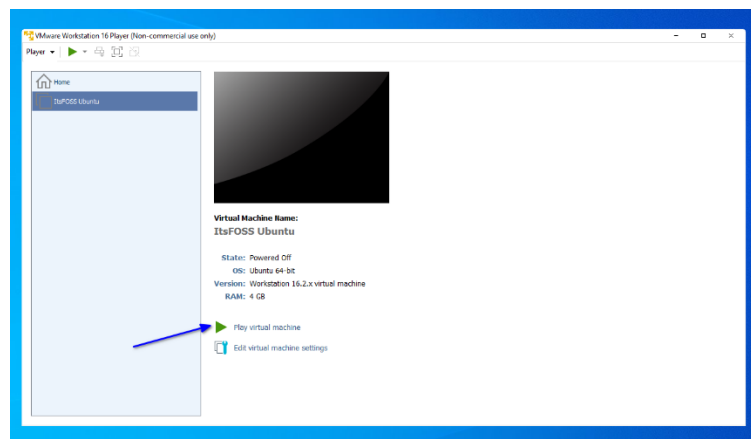 VMware Workstation 16 Player (Non-commercial use only)
Player
Home
ItsFOSS Ubuntu
Virtual Machine Name:
ItsFOSS Ubuntu
State: Powered Off
OS: Ubuntu 64-bit
Version: Workstation 16.2.x virtual machine
RAM: 4 GB
Play virtual machine
Edit virtual machine settings